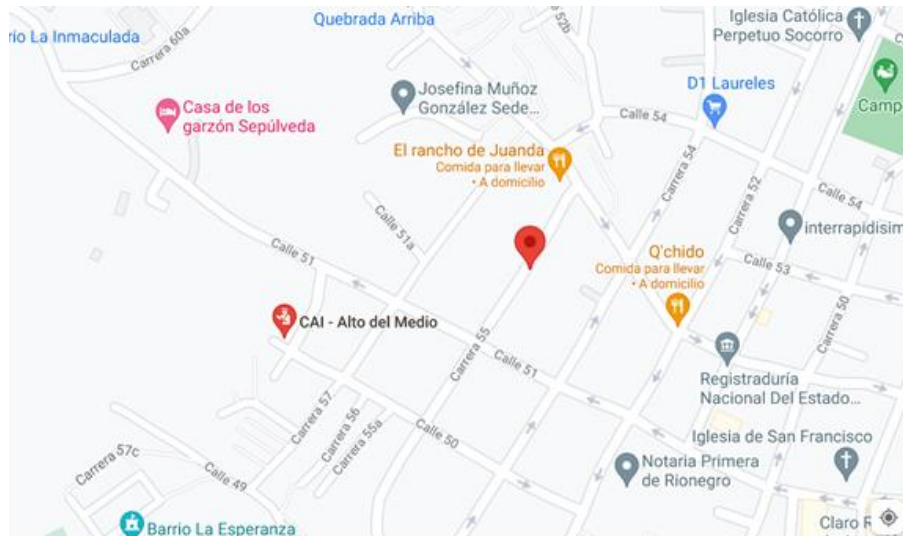 Quebrada Arriba
Iglesia Católica
Perpetuo Socorro
rio La Inmaculada
Carrera 60a
52b
Josefina Muñoz
González Sede...
D1 Laureles
Camp
Casa de los
garzón Sepúlveda
Calle 54
El rancho de Juanda
Comida para llevar
• A domicilio
Carrera 54
Carrera 52
Calle 54
Calle 51a
interrapidisim
Q'chido
Comida para llevar
• A domicilio
Calle 53
Calle 51
Carrera 50
CAI - Alto del Medio
Carrera 55
Calle 51
Registraduría
Nacional Del Estado...
Carrera 57
Carrera 56
Carrera 55a
Calle 50
Iglesia de San Francisco
Carrera 57c
Calle 49
Notaria Primera
de Rionegro
Barrio La Esperanza
Claro R